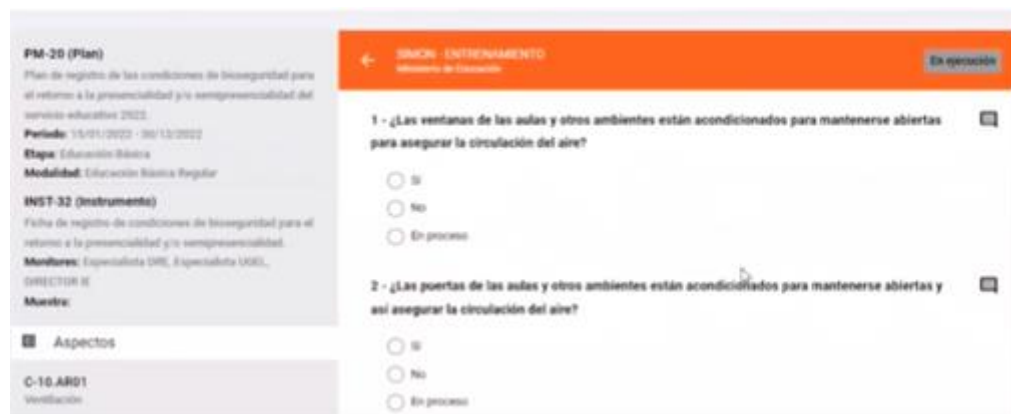 PM-20 (Plan)
Plan de registro de las condiciones de bioseguridad para
el retorno a la presencialidad y/o semipresencialidad del
servicio educativo 2022.
Periodo: 15/01/2022 - 30/12/2022
Etapa: Educación Básica
Modalidad: Educación Básica Regular
INST-32 (Instrumento)
Ficha de registro de condiciones de bioseguridad para el
retorno a la presencialidad y/o semipresencialidad.
Monitores: Especialista DRE, Especialista UGEL,
DIRECTOR IE
Muestra:
Aspectos
C-10.AR01
Ventilación
SIMON - ENTRENAMIENTO
Ministerio de Educación
En ejecución
1 - ¿Las ventanas de las aulas y otros ambientes están acondicionados para mantenerse abiertas
para asegurar la circulación del aire?
Si
No
En proceso
2 - ¿Las puertas de las aulas y otros ambientes están acondicionados para mantenerse abiertas y
así asegurar la circulación del aire?
Si
No
En proceso